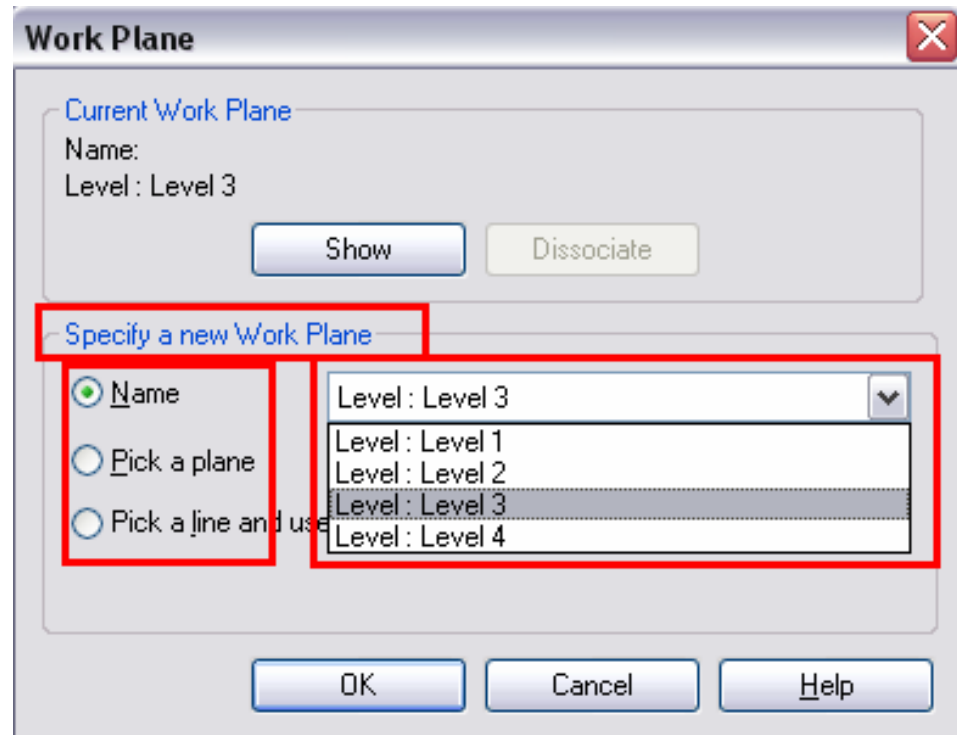 Work Plane
Current Work Plane
Name:
Level : Level 3
Show
Dissociate
Specify a new Work Plane
Name
Level : Level 3
Level : Level 1
Pick a plane
Level : Level 2
Level : Level 3
Pick a line and use
Level : Level 4
OK
Cancel
Help